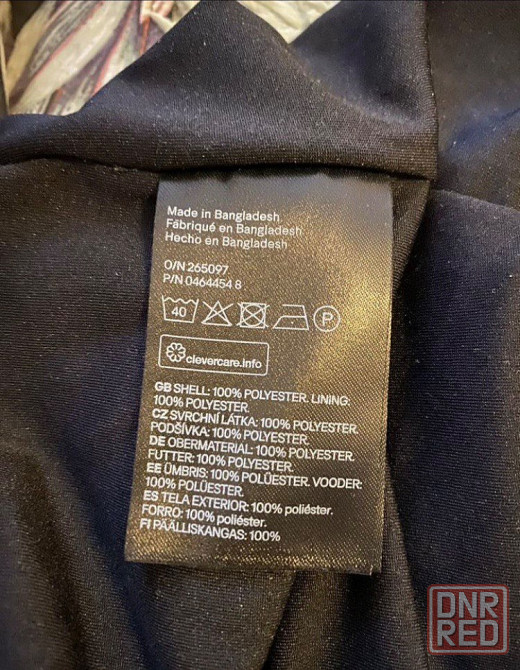 Made in Bangladesh
Fabriqué en Bangladesh
Hecho en Bangladesh
O/N 265097
P/N 0464454 8
40
P
clevercare.info
GB SHELL: 100% POLYESTER. LINING:
100% POLYESTER.
CZ SVRCHNÍ LÁTKA: 100% POLYESTER.
PODŠÍVKA: 100% POLYESTER.
DE OBERMATERIAL: 100% POLYESTER.
FUTTER: 100% POLYESTER.
EE ÜMBRIS: 100% POLÜESTER. VOODER:
100% POLÜESTER.
ES TELA EXTERIOR: 100% poliéster.
FORRO: 100% poliéster.
FI PÄÄLLISKANGAS: 100%
DNR
RED